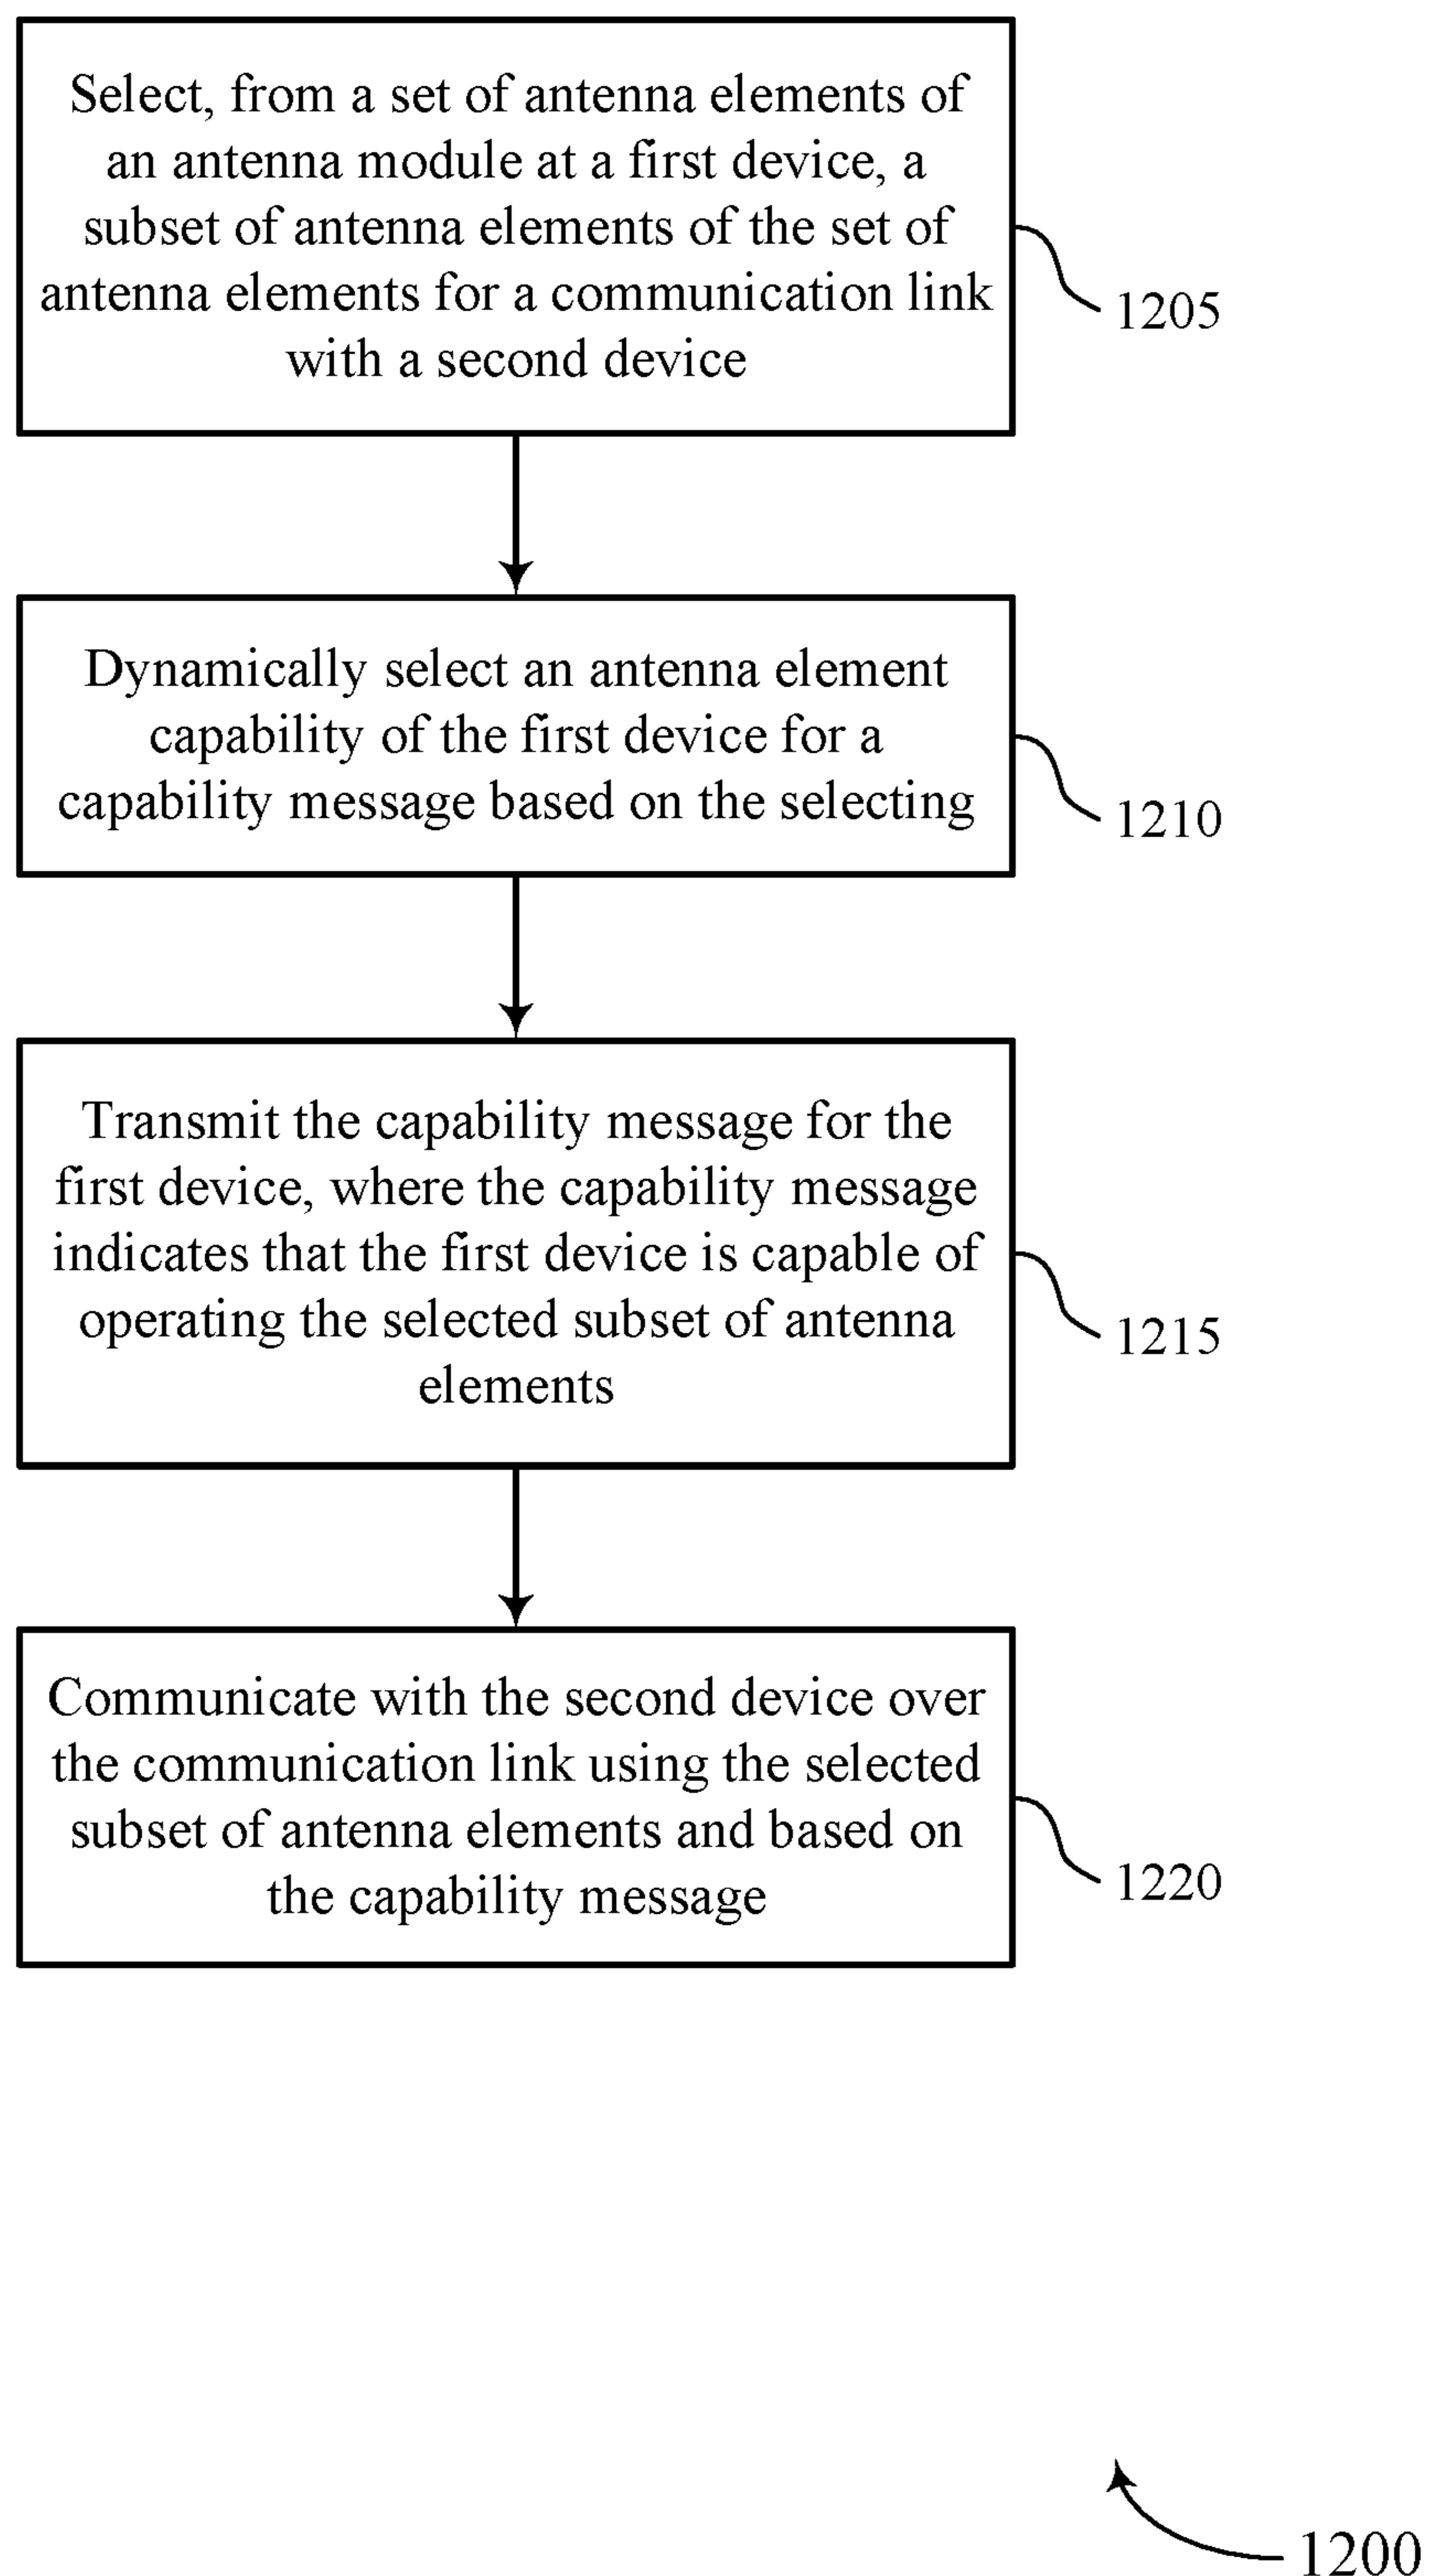 Select, from a set of antenna elements of
an antenna module at a first device, a
subset of antenna elements of the set of
antenna elements for a communication link
with a second device
1205
Dynamically select an antenna element
capability of the first device for a
capability message based on the selecting
1210
Transmit the capability message for the
first device, where the capability message
indicates that the first device is capable of
operating the selected subset of antenna
elements
1215
Communicate with the second device over
the communication link using the selected
subset of antenna elements and based on
the capability message
1220
1200